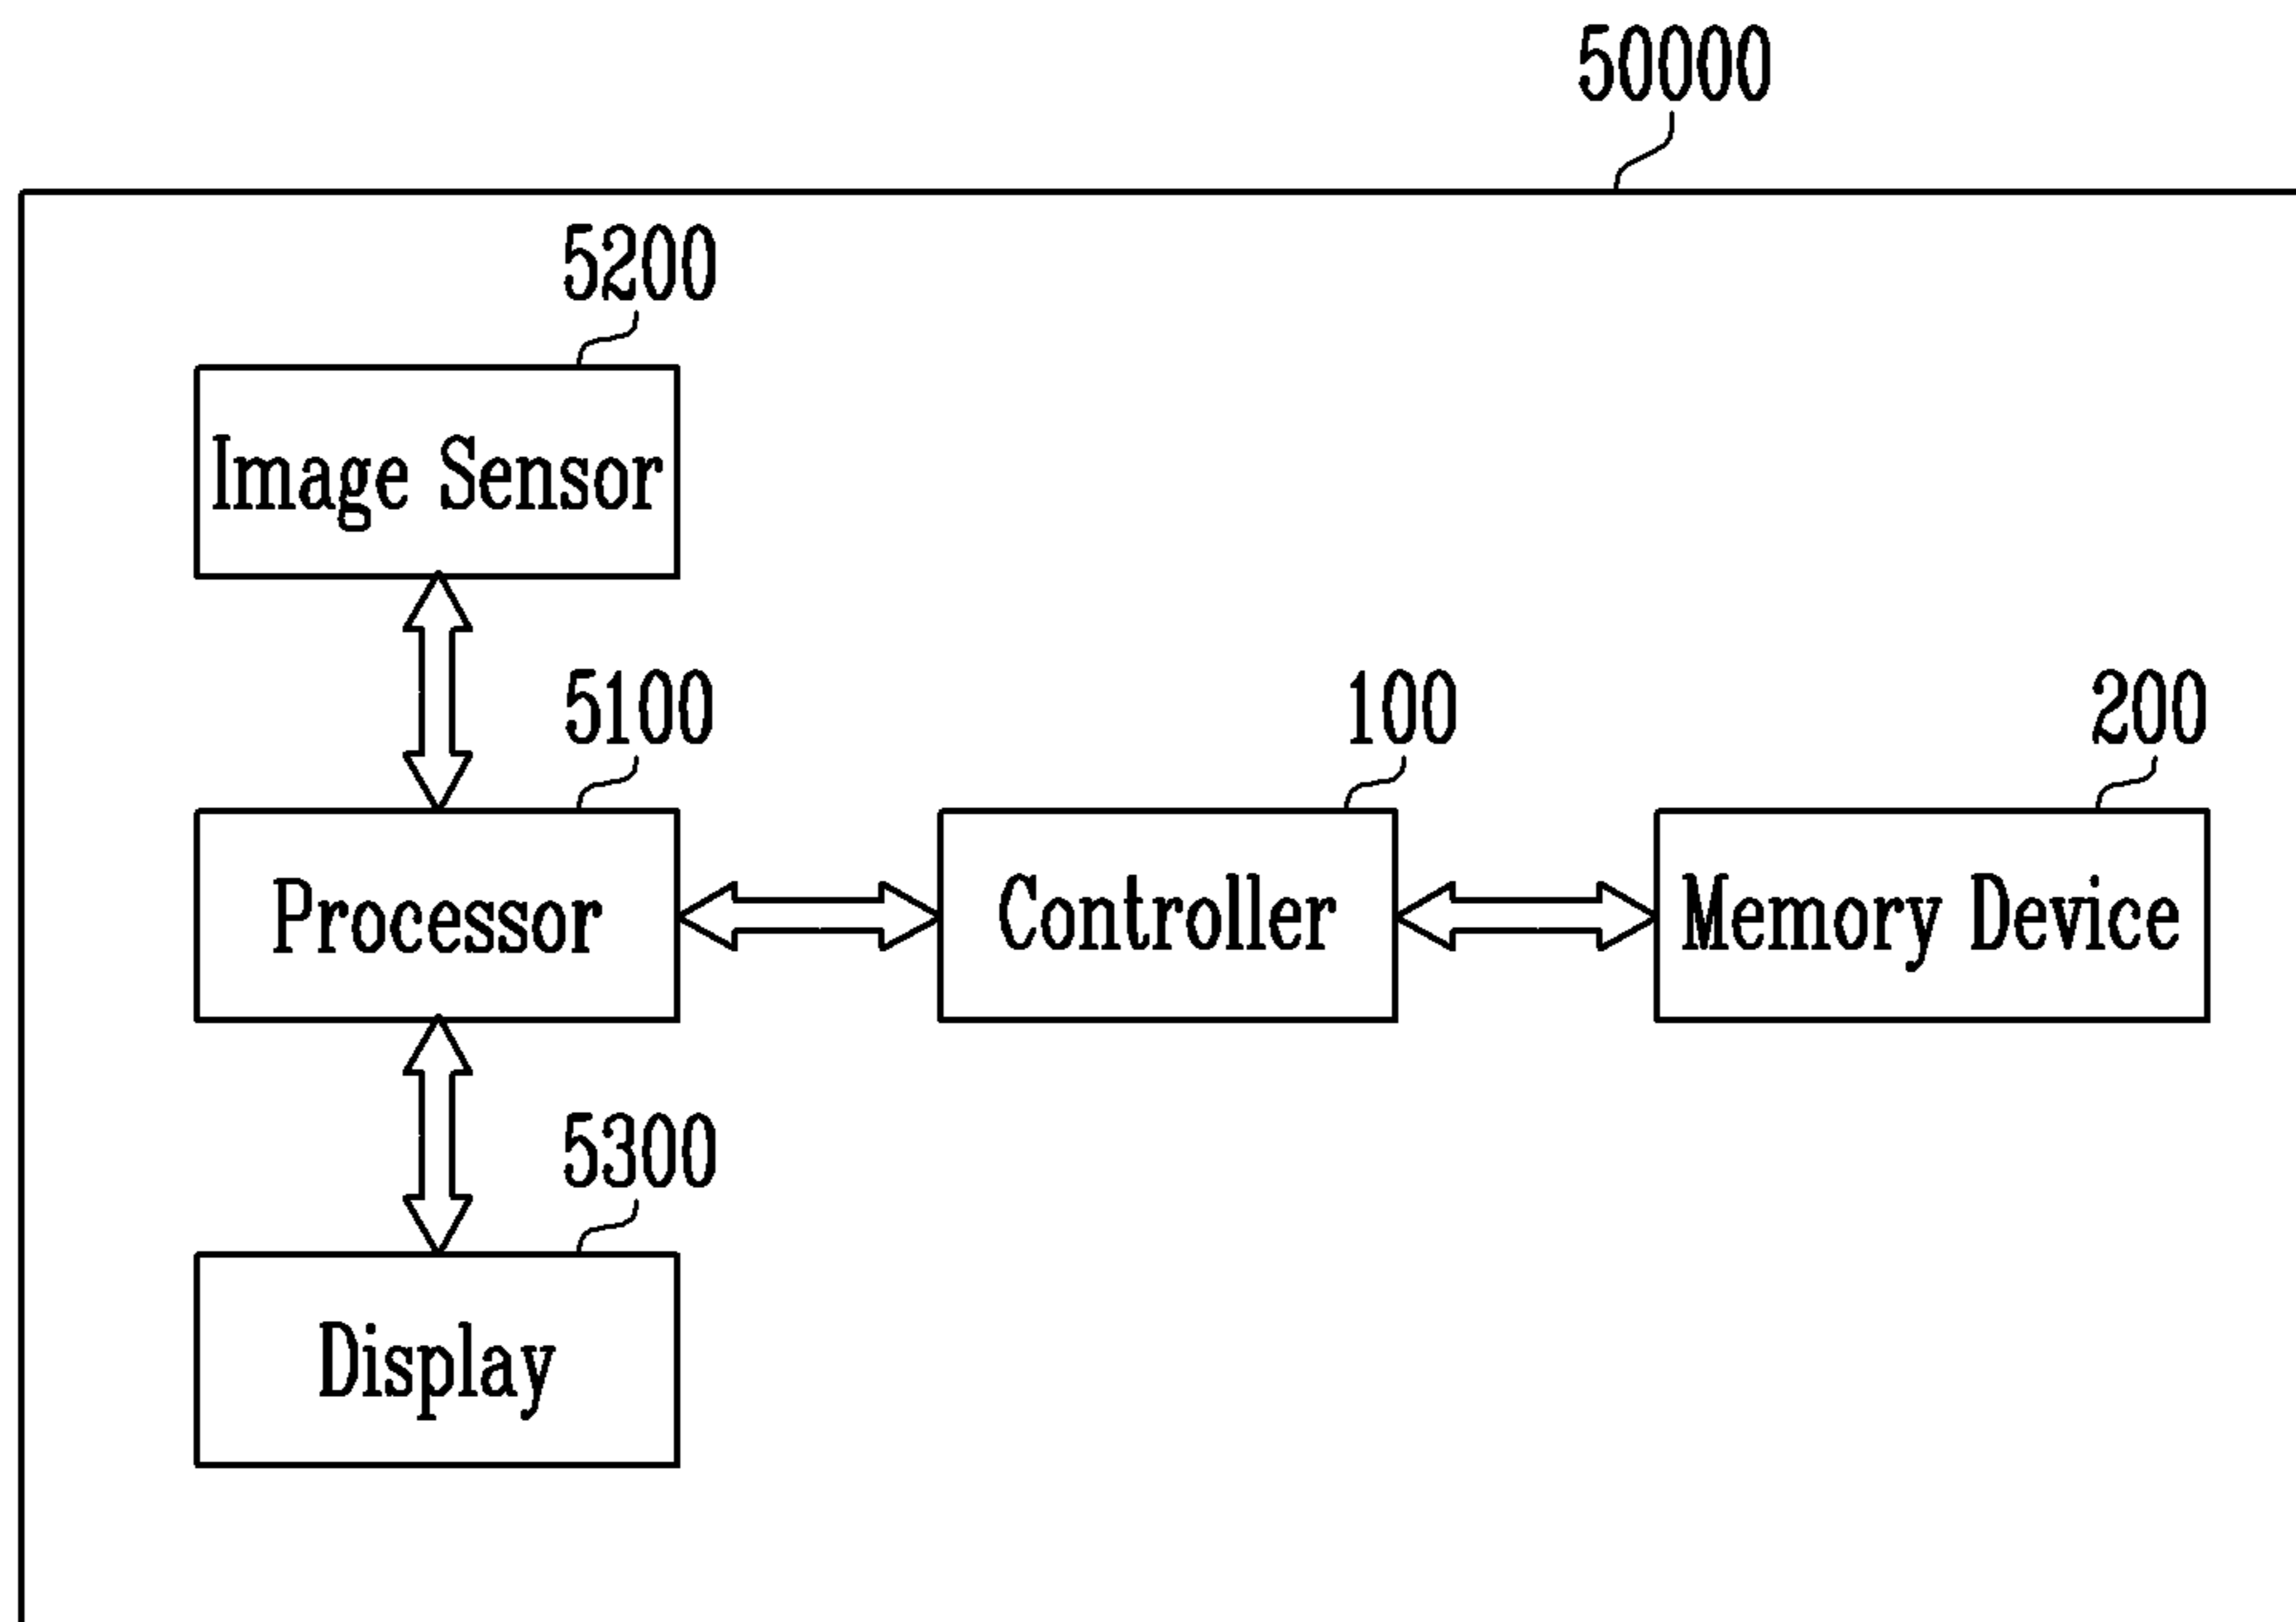 50000
5200
Image Sensor
5100
100
200
Processor
Controller
Memory Device
5300
Display